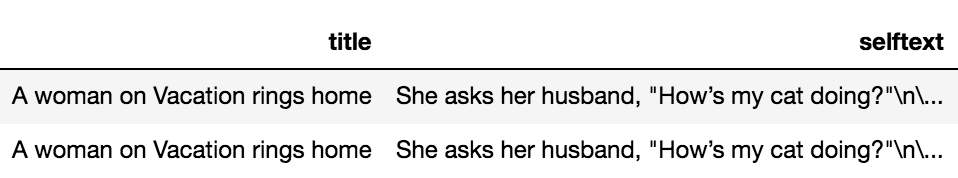 title selftext
A woman on Vacation rings home She asks her husband, "How’s my cat doing?"\n\...
A woman on Vacation rings home She asks her husband, "How’s my cat doing?"\n\...